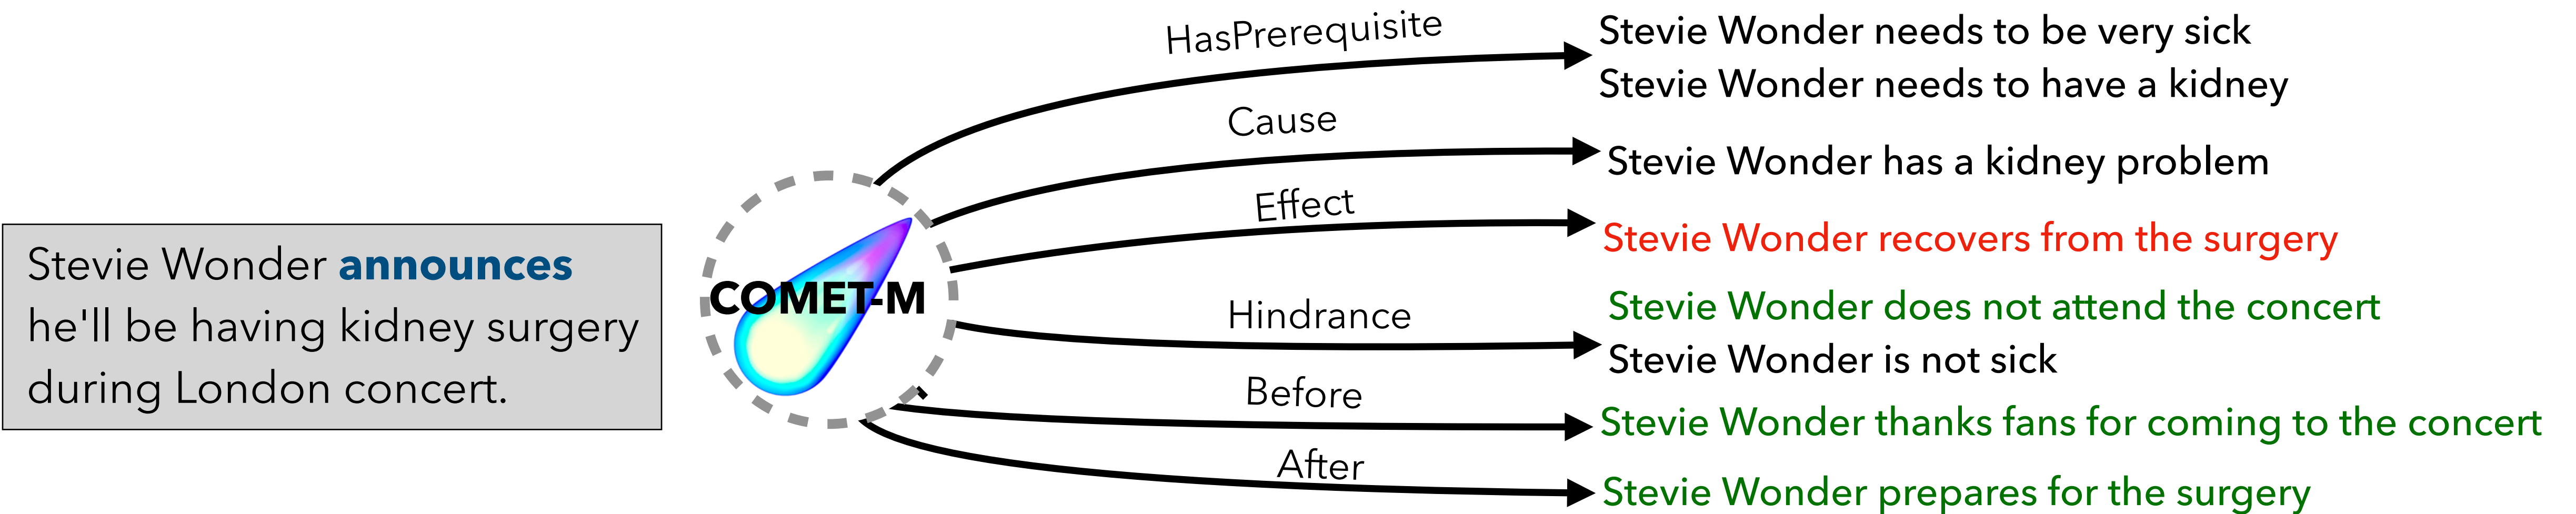 Stevie Wonder announces
he'll be having kidney surgery
during London concert.
COMET-M
HasPrerequisite
Stevie Wonder needs to be very sick
Stevie Wonder needs to have a kidney
Cause
Stevie Wonder has a kidney problem
Effect
Stevie Wonder recovers from the surgery
Hindrance
Stevie Wonder does not attend the concert
Stevie Wonder is not sick
Before
Stevie Wonder thanks fans for coming to the concert
After
Stevie Wonder prepares for the surgery